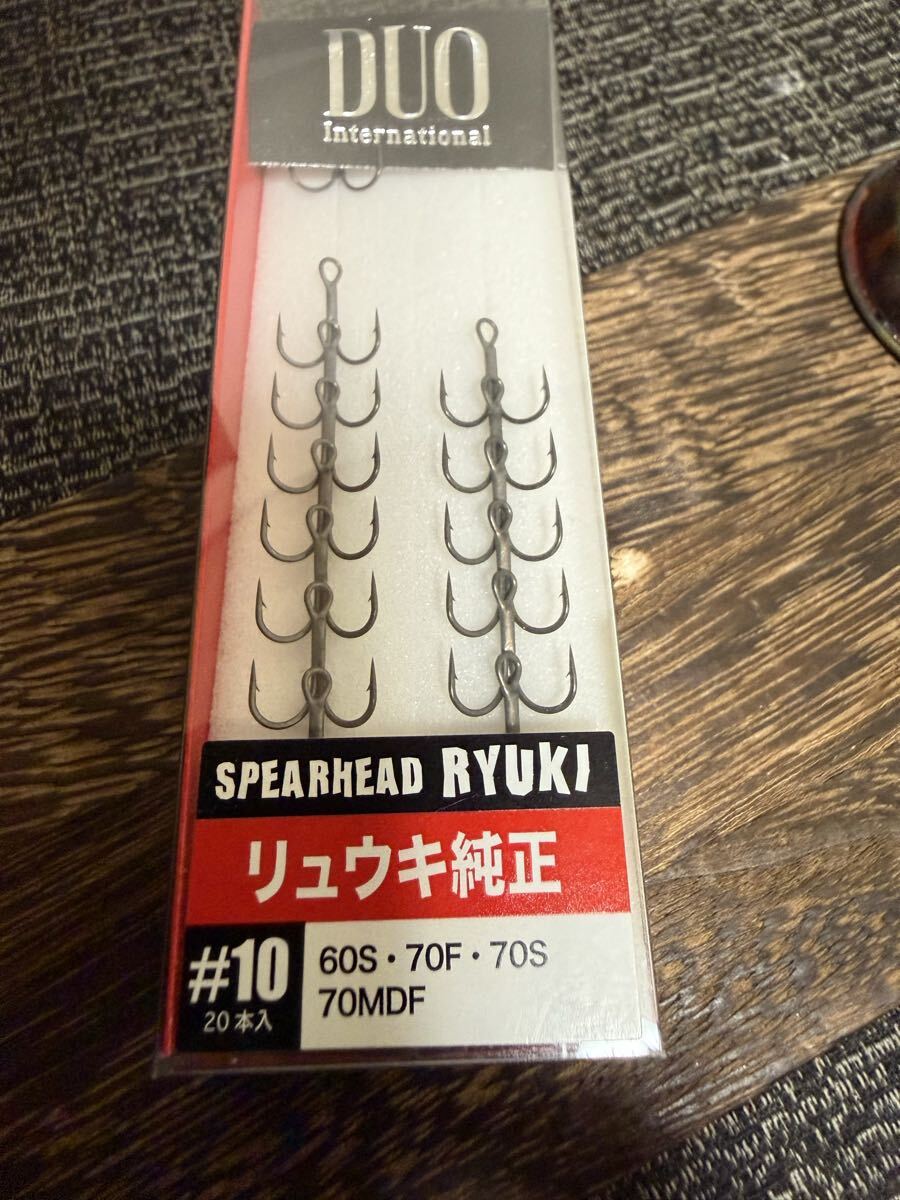 DUO
International
SPEARHEAD RYUKI
リュウキ純正
#10
20本入
60S・70F・70S
70MDF